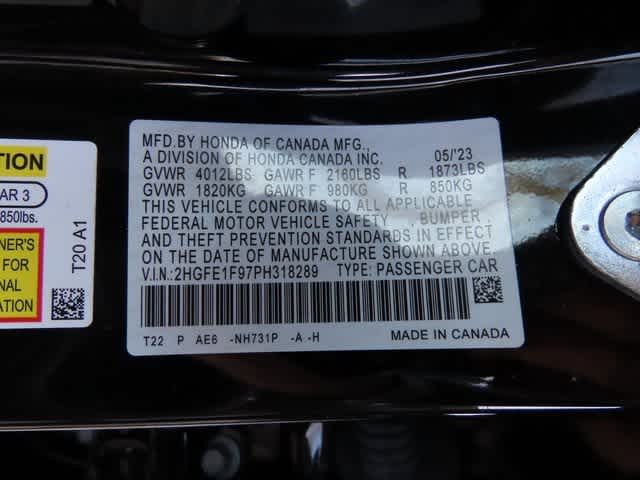 MFD.BY HONDA OF CANADA MFG.,
A DIVISION OF HONDA CANADA INC. 05/'23
GVWR 4012LBS GAWR F 2160LBS R 1873LBS
GVWR 1820KG GAWR F 980KG R 850KG
THIS VEHICLE CONFORMS TO ALL APPLICABLE
FEDERAL MOTOR VEHICLE SAFETY, BUMPER,
AND THEFT PREVENTION STANDARDS IN EFFECT
ON THE DATE OF MANUFACTURE SHOWN ABOVE.
V.I.N.:2HGFE1F97PH318289 TYPE: PASSENGER CAR
T22 P AE6 -NH731P -A -H MADE IN CANADA
TION
AR 3
850lbs.
NER'S
FOR
NAL
ATION
T20 A1